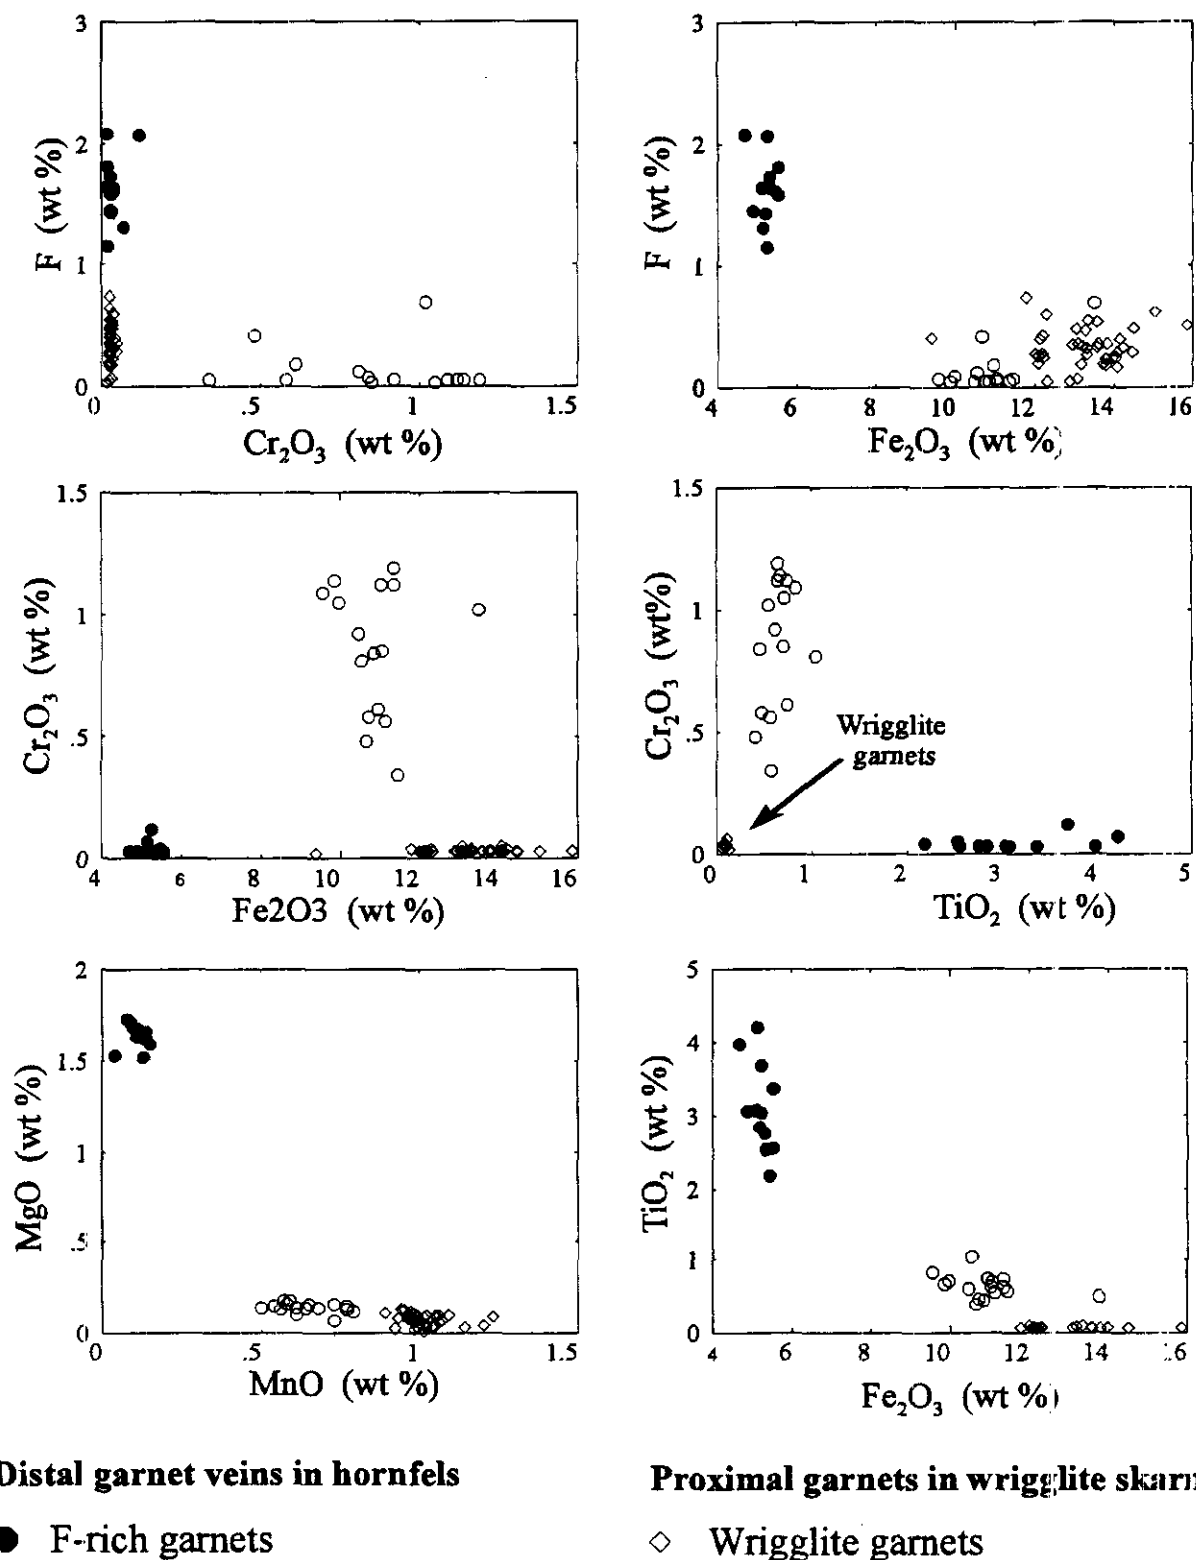 3
2
1
0
F (wt %)
0 .5 1 1.5
Cr₂O₃ (wt %)
3
2
1
0
F (wt %)
4 6 8 10 12 14 16
Fe₂O₃ (wt %)
1.5
1
.5
0
Cr₂O₃ (wt %)
4 6 8 10 12 14 16
Fe2O3 (wt %)
1.5
1
.5
0
Cr₂O₃ (wt%)
Wrigglite
garnets
0 1 2 3 4 5
TiO₂ (wt %)
2
1.5
1
.5
0
MgO (wt %)
0 .5 1 1.5
MnO (wt %)
5
4
3
2
1
0
TiO₂ (wt %)
4 6 8 10 12 14 16
Fe₂O₃ (wt %)
Distal garnet veins in hornfels
F-rich garnets
Proximal garnets in wrigglite skarn
Wrigglite garnets